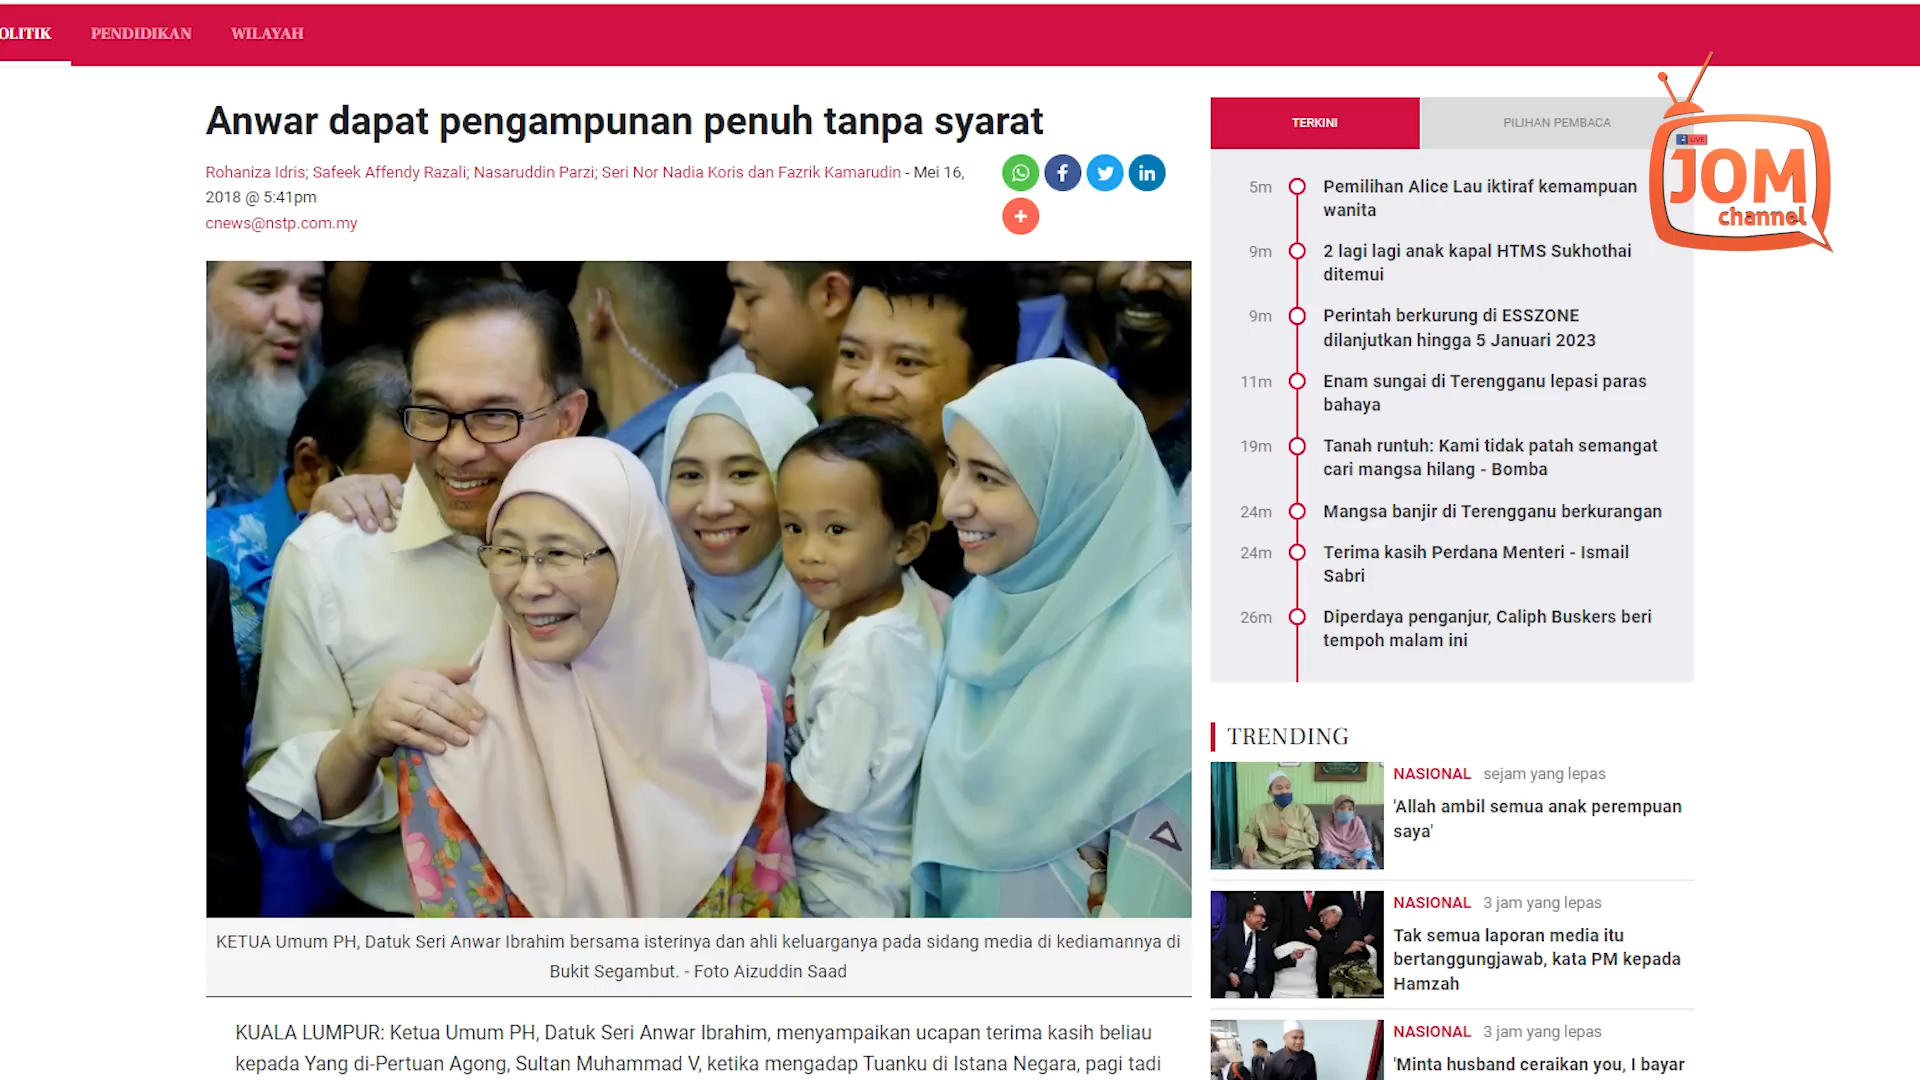 OLITIK
PENDIDIKAN
WILAYAH
Anwar dapat pengampunan penuh tanpa syarat
Rohaniza Idris; Safeek Affendy Razali; Nasaruddin Parzi; Seri Nor Nadia Koris dan Fazrik Kamarudin - Mei 16,
2018 @ 5:41pm
cnews@nstp.com.my
KETUA Umum PH, Datuk Seri Anwar Ibrahim bersama isterinya dan ahli keluarganya pada sidang media di kediamannya di
Bukit Segambut. - Foto Aizuddin Saad
KUALA LUMPUR: Ketua Umum PH, Datuk Seri Anwar Ibrahim, menyampaikan ucapan terima kasih beliau
kepada Yang di-Pertuan Agong, Sultan Muhammad V, ketika mengadap Tuanku di Istana Negara, pagi tadi
TERKINI
PILIHAN PEMBACA
LIVE
JOM
channel
5m
Pemilihan Alice Lau iktiraf kemampuan
wanita
9m
2 lagi lagi anak kapal HTMS Sukhothai
ditemui
9m
Perintah berkurung di ESSZONE
dilanjutkan hingga 5 Januari 2023
11m
Enam sungai di Terengganu lepasi paras
bahaya
19m
Tanah runtuh: Kami tidak patah semangat
cari mangsa hilang - Bomba
24m
Mangsa banjir di Terengganu berkurangan
24m
Terima kasih Perdana Menteri - Ismail
Sabri
26m
Diperdaya penganjur, Caliph Buskers beri
tempoh malam ini
TRENDING
NASIONAL sejam yang lepas
'Allah ambil semua anak perempuan
saya'
NASIONAL 3 jam yang lepas
Tak semua laporan media itu
bertanggungjawab, kata PM kepada
Hamzah
NASIONAL 3 jam yang lepas
'Minta husband ceraikan you, I bayar